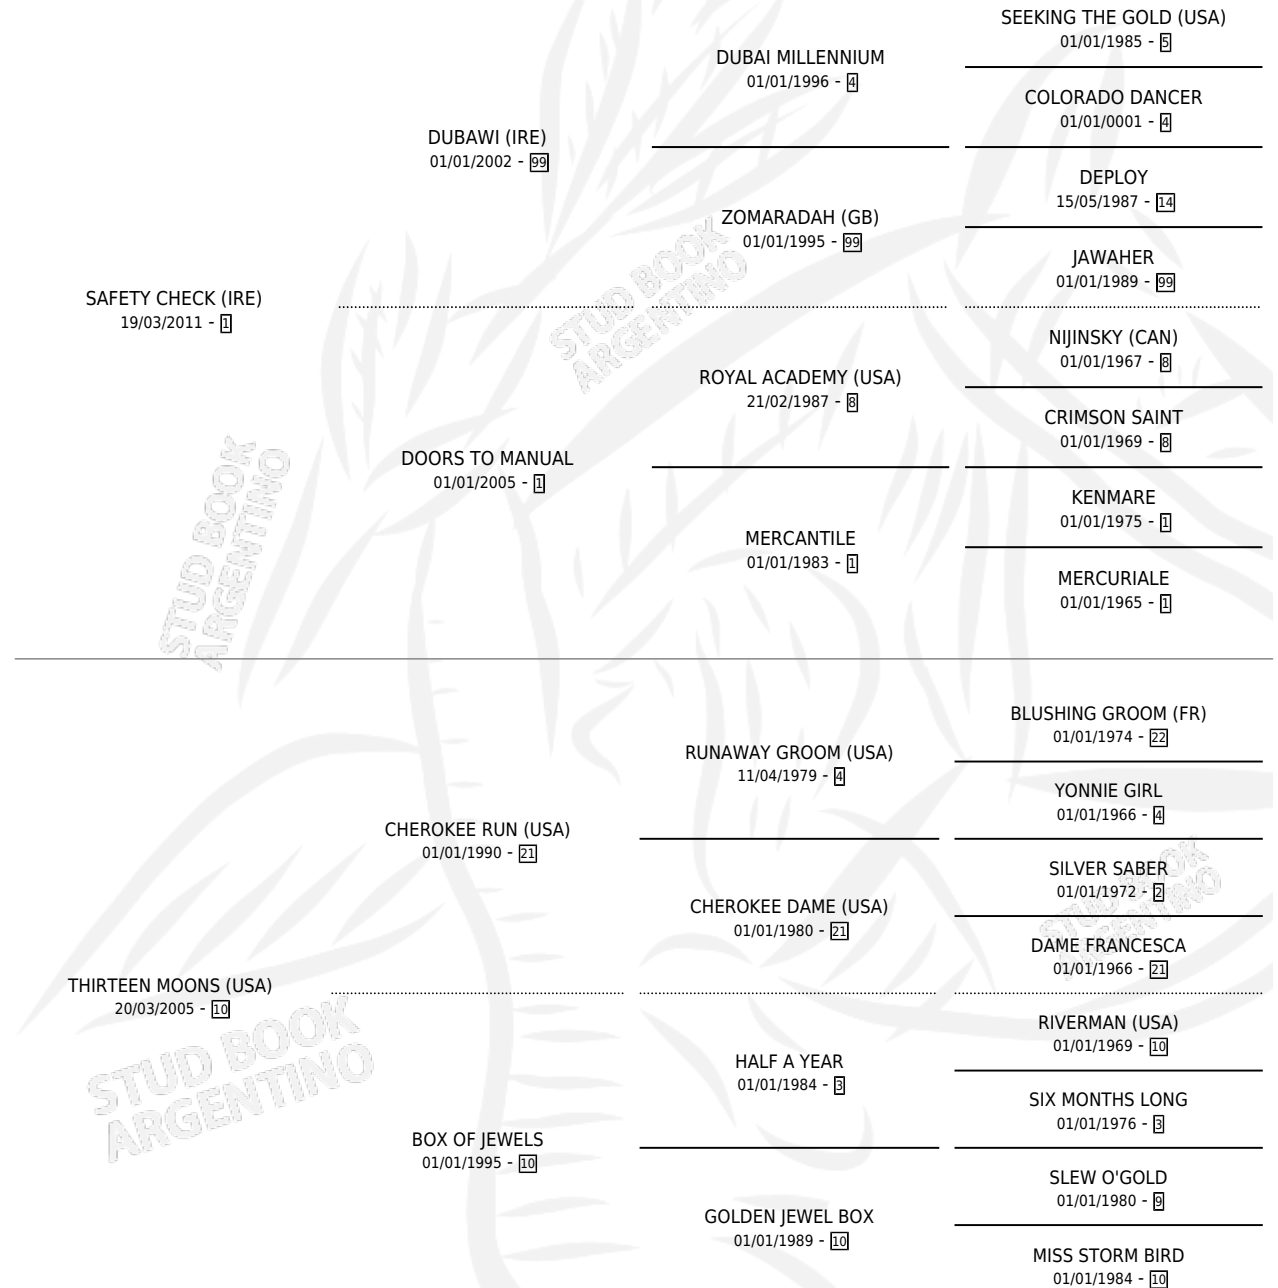 SEEKING THE GOLD (USA)
01/01/1985 - 5
DUBAI MILLENNIUM
01/01/1996 - 4
COLORADO DANCER
01/01/0001 - 4
DUBAWI (IRE)
01/01/2002 - 99
DEPLOY
15/05/1987 - 14
ZOMARADAH (GB)
01/01/1995 - 99
JAWAHER
01/01/1989 - 99
SAFETY CHECK (IRE)
19/03/2011 - 1
STUD BOOK
ARGENTINO
NIJINSKY (CAN)
01/01/1967 - 8
ROYAL ACADEMY (USA)
21/02/1987 - 8
CRIMSON SAINT
01/01/1969 - 8
DOORS TO MANUAL
01/01/2005 - 1
KENMARE
01/01/1975 - 1
MERCANTILE
01/01/1983 - 1
MERCURIALE
01/01/1965 - 1
STUD BOOK
ARGENTINO
BLUSHING GROOM (FR)
01/01/1974 - 22
RUNAWAY GROOM (USA)
11/04/1979 - 4
YONNIE GIRL
01/01/1966 - 4
CHEROKEE RUN (USA)
01/01/1990 - 21
SILVER SABER
01/01/1972 - 2
CHEROKEE DAME (USA)
01/01/1980 - 21
STUD BOOK
ARGENTINO
DAME FRANCESCA
01/01/1966 - 21
THIRTEEN MOONS (USA)
20/03/2005 - 10
RIVERMAN (USA)
01/01/1969 - 10
HALF A YEAR
01/01/1984 - 3
SIX MONTHS LONG
01/01/1976 - 3
STUD BOOK
ARGENTINO
BOX OF JEWELS
01/01/1995 - 10
SLEW O'GOLD
01/01/1980 - 9
GOLDEN JEWEL BOX
01/01/1989 - 10
MISS STORM BIRD
01/01/1984 - 10